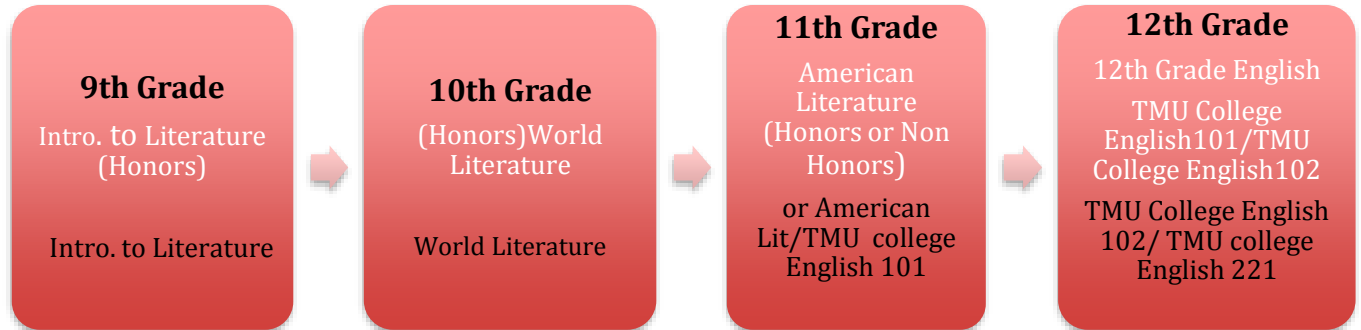 9th Grade
Intro. to Literature
(Honors)
Intro. to Literature
10th Grade
(Honors)World
Literature
World Literature
11th Grade
American
Literature
(Honors or Non
Honors)
or American
Lit/TMU college
English 101
12th Grade
12th Grade English
TMU College
English101/TMU
College English102
TMU College English
102/ TMU college
English 221